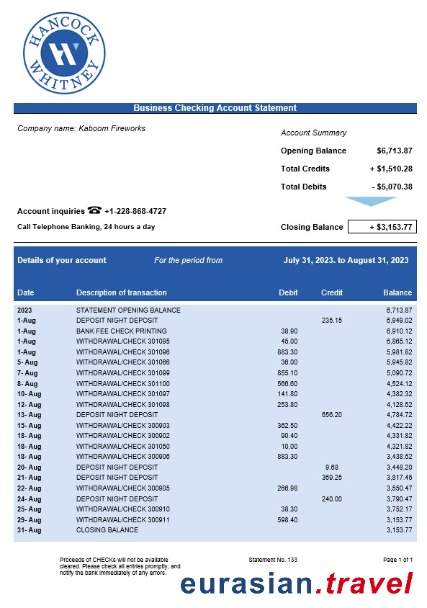 HANCOCK
WHITNEY
Business Checking Account Statement
Company name: Kaboom Fireworks
Account Summary
Opening Balance $6,713.87
Total Credits + $1,510.28
Total Debits - $5,070.38
Account inquiries ☎ +1-228-868-4727
Call Telephone Banking, 24 hours a day
Closing Balance + $3,153.77
Details of your account For the period from July 31, 2023. to August 31, 2023
Date Description of transaction Debit Credit Balance
2023 STATEMENT OPENING BALANCE 6,713.87
1-Aug DEPOSIT NIGHT DEPOSIT 235.15 6,949.02
1-Aug BANK FEE CHECK PRINTING 38.90 6,910.12
1-Aug WITHDRAWAL/CHECK 301095 45.00 6,865.12
1-Aug WITHDRAWAL/CHECK 301096 883.30 5,981.82
5- Aug WITHDRAWAL/CHECK 301066 36.00 5,945.82
7- Aug WITHDRAWAL/CHECK 301099 855.10 5,090.72
8- Aug WITHDRAWAL/CHECK 301100 566.60 4,524.12
10- Aug WITHDRAWAL/CHECK 301097 141.80 4,382.32
12- Aug WITHDRAWAL/CHECK 301098 253.80 4,128.52
13- Aug DEPOSIT NIGHT DEPOSIT 656.20 4,784.72
15- Aug WITHDRAWAL/CHECK 300903 362.50 4,422.22
18- Aug WITHDRAWAL/CHECK 300902 90.40 4,331.82
18- Aug WITHDRAWAL/CHECK 301050 10.00 4,321.82
18- Aug WITHDRAWAL/CHECK 300906 883.30 3,438.52
20- Aug DEPOSIT NIGHT DEPOSIT 9.68 3,448.20
21- Aug DEPOSIT NIGHT DEPOSIT 369.25 3,817.45
22- Aug WITHDRAWAL/CHECK 300905 266.98 3,550.47
24- Aug DEPOSIT NIGHT DEPOSIT 240.00 3,790.47
25- Aug WITHDRAWAL/CHECK 300910 38.30 3,752.17
29- Aug WITHDRAWAL/CHECK 300911 598.40 3,153.77
31- Aug CLOSING BALANCE 3,153.77
Proceeds of CHECKs will not be available
cleared. Please check all entries promptly, and
notify the bank immediately of any errors.
Statement No. 133
Page 1 of 1
eurasian.travel